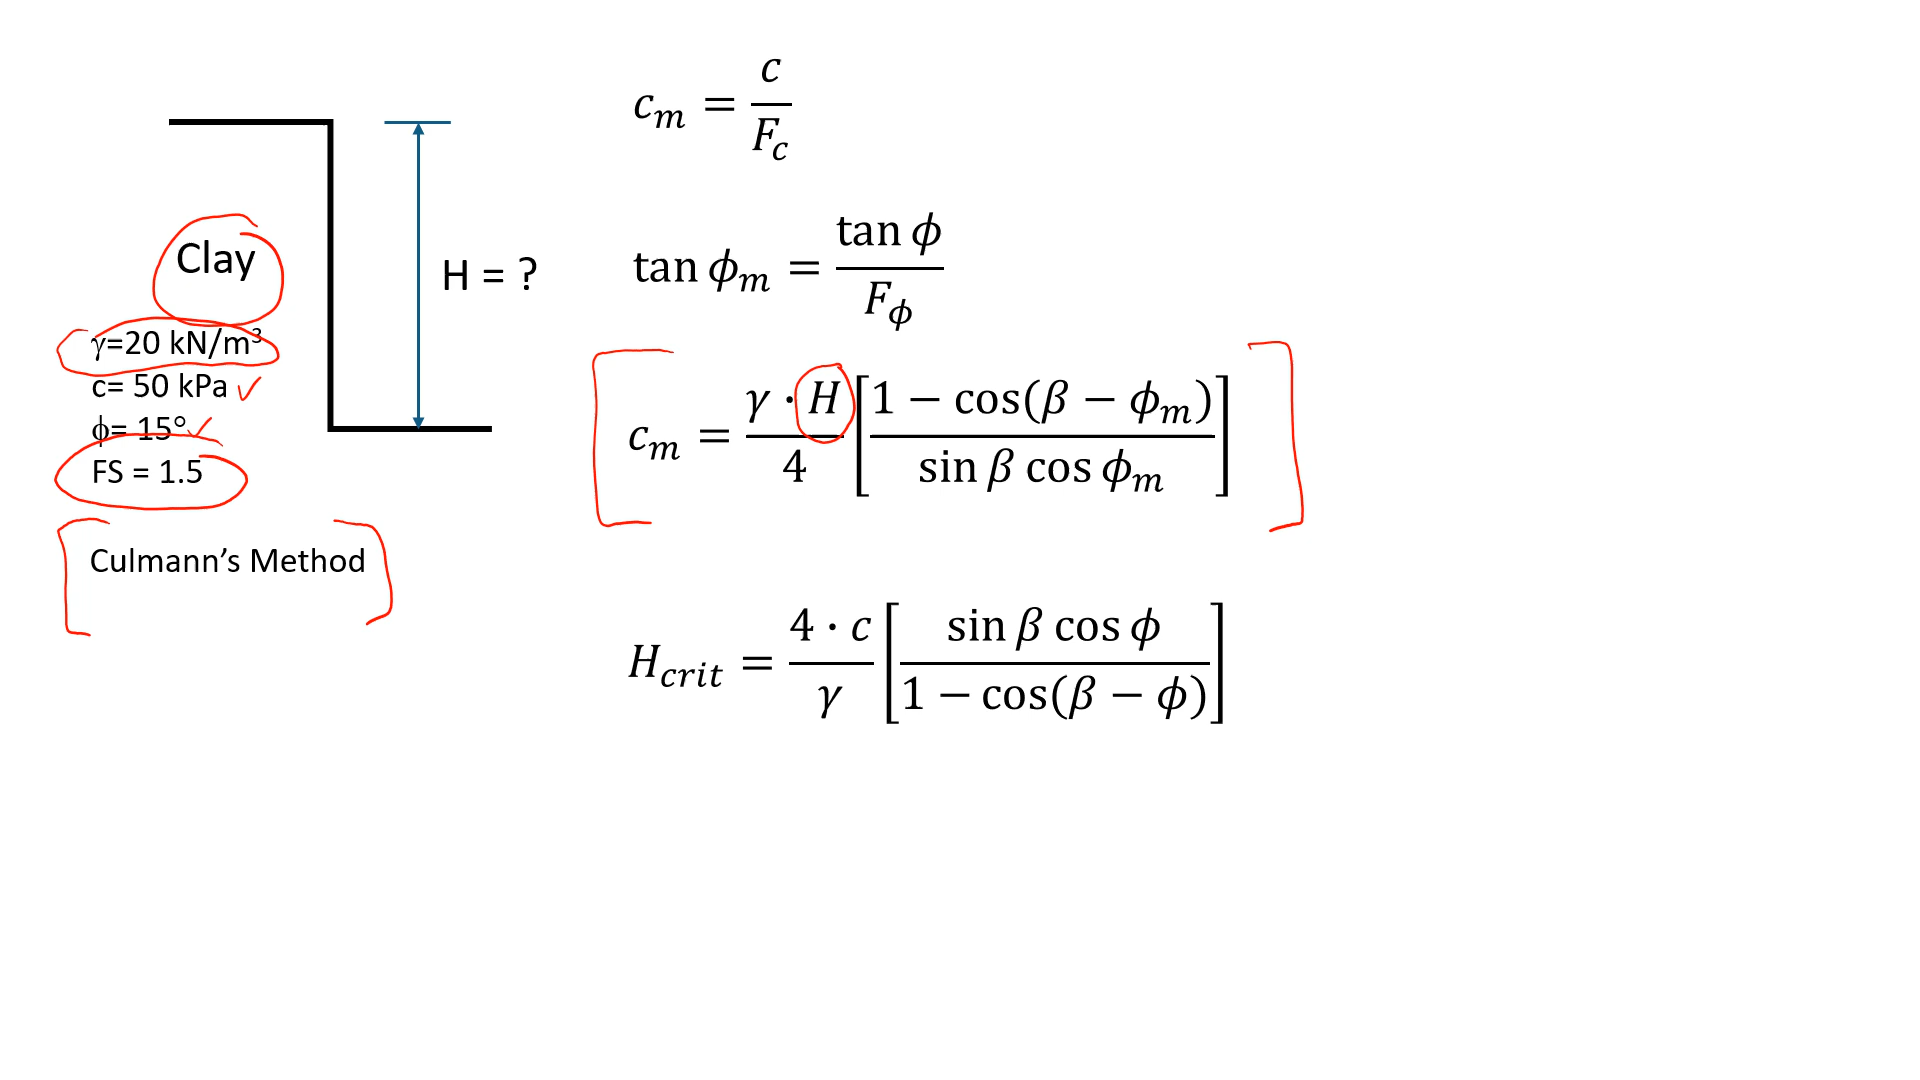 Clay
γ=20 kN/m³
c= 50 kPa
ϕ= 15°
FS = 1.5
Culmann’s Method
H = ?
c_m = c / F_c
tan ϕ_m = tan ϕ / F_ϕ
c_m = γ · H / 4 [1 − cos(β − ϕ_m) / sin β cos ϕ_m]
H_crit = 4 · c / γ [sin β cos ϕ / 1 − cos(β − ϕ)]